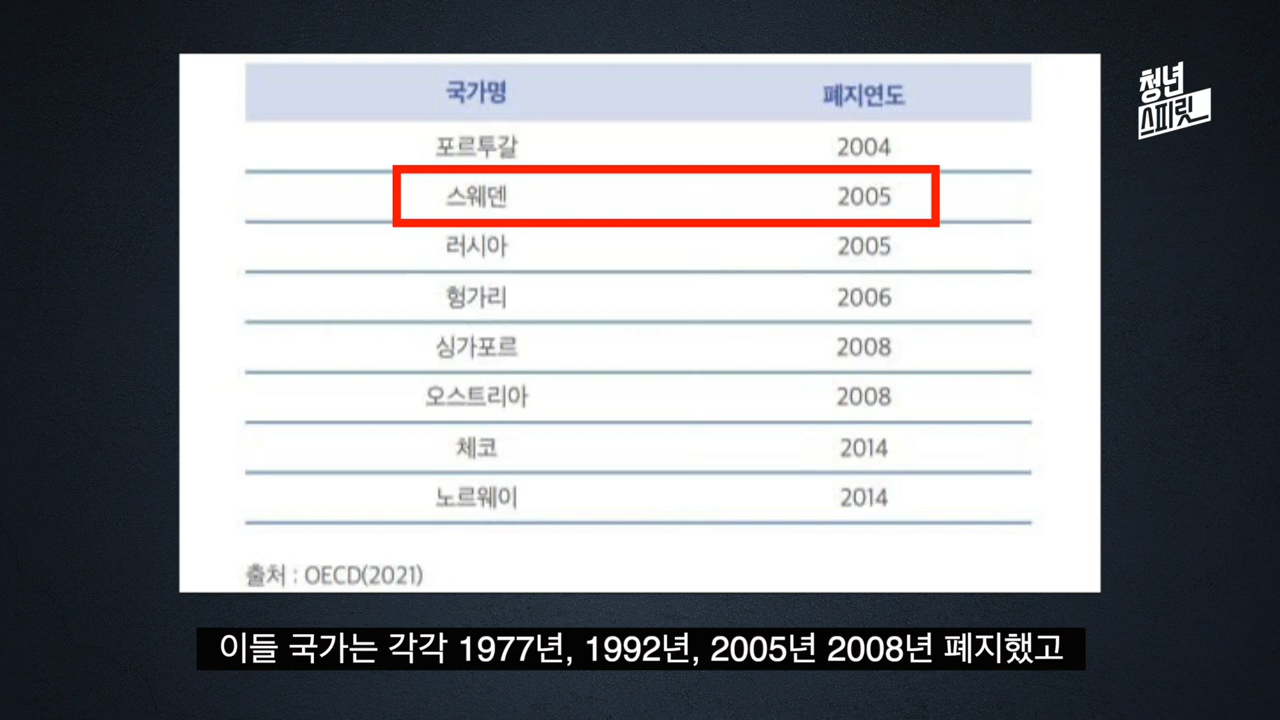 청년
스피릿
국가명 폐지연도
포르투갈 2004
스웨덴 2005
러시아 2005
헝가리 2006
싱가포르 2008
오스트리아 2008
체코 2014
노르웨이 2014
출처 : OECD(2021)
이들 국가는 각각 1977년, 1992년, 2005년 2008년 폐지했고